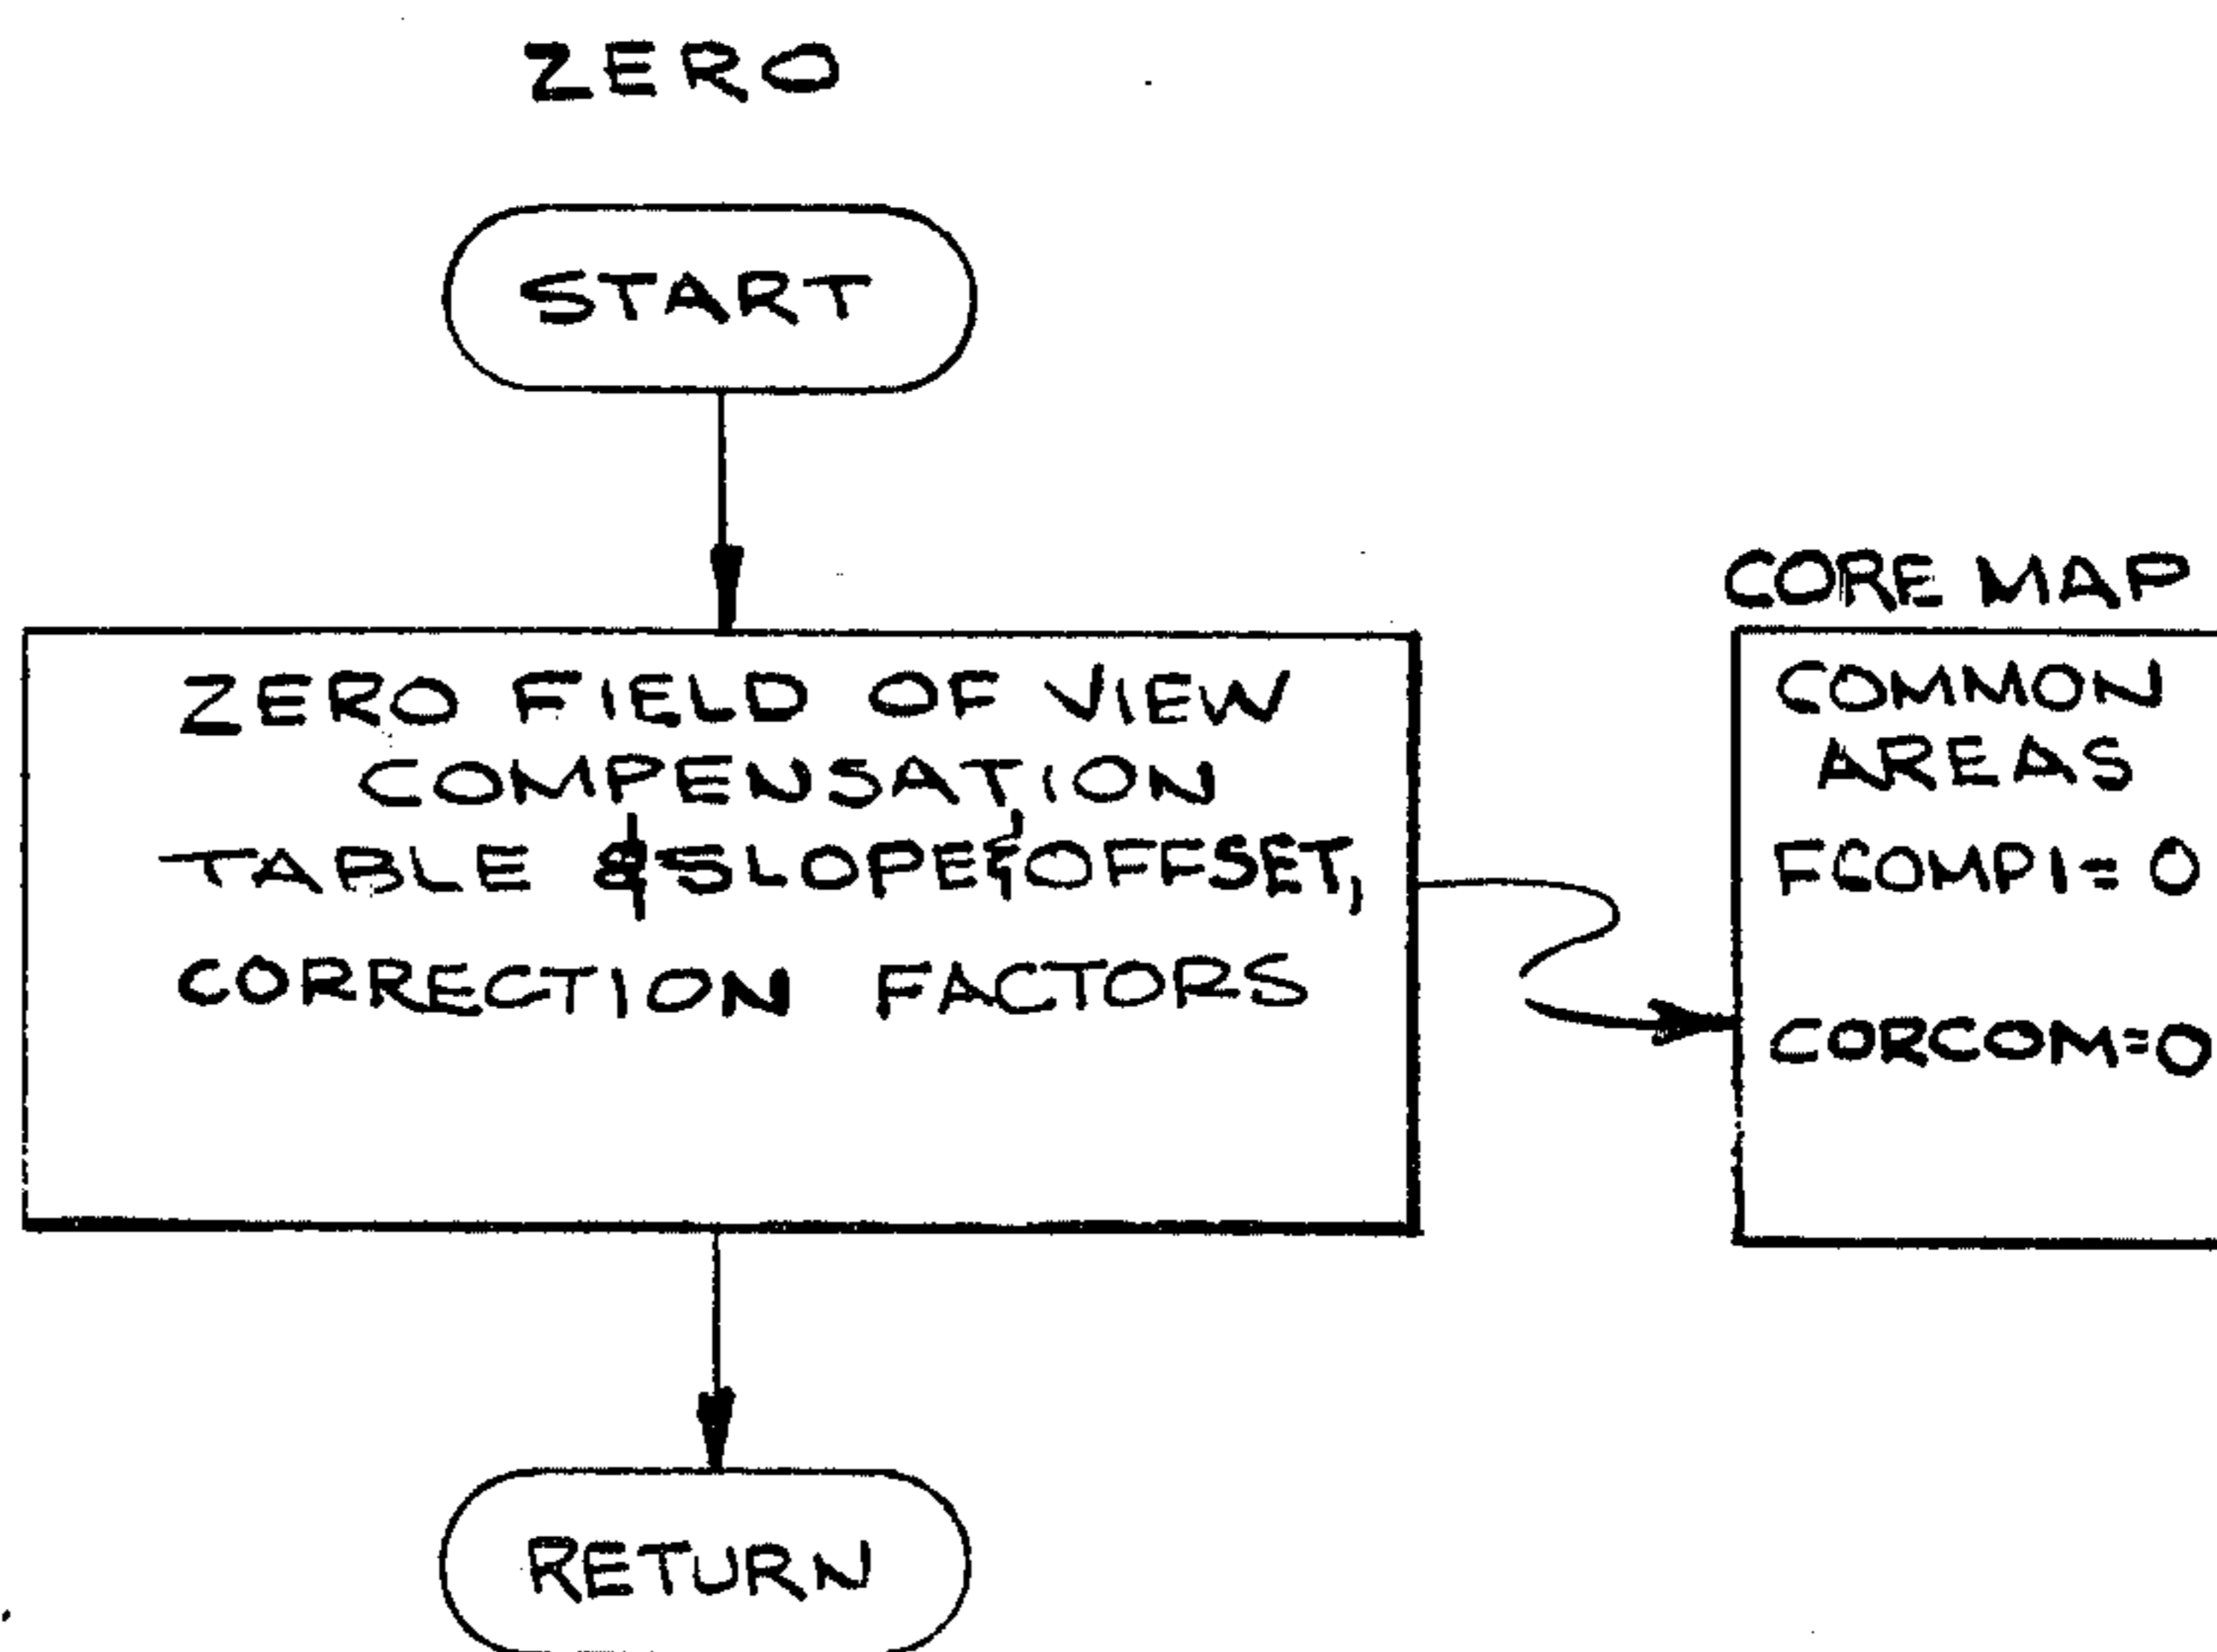 ZERO
START
ZERO FIELD OF VIEW
COMPENSATION
TABLE & SLOPE & OFFSET,
CORRECTION FACTORS
CORE MAP
COMMON
AREAS
FCOMP1=0
CORCOM=0
RETURN